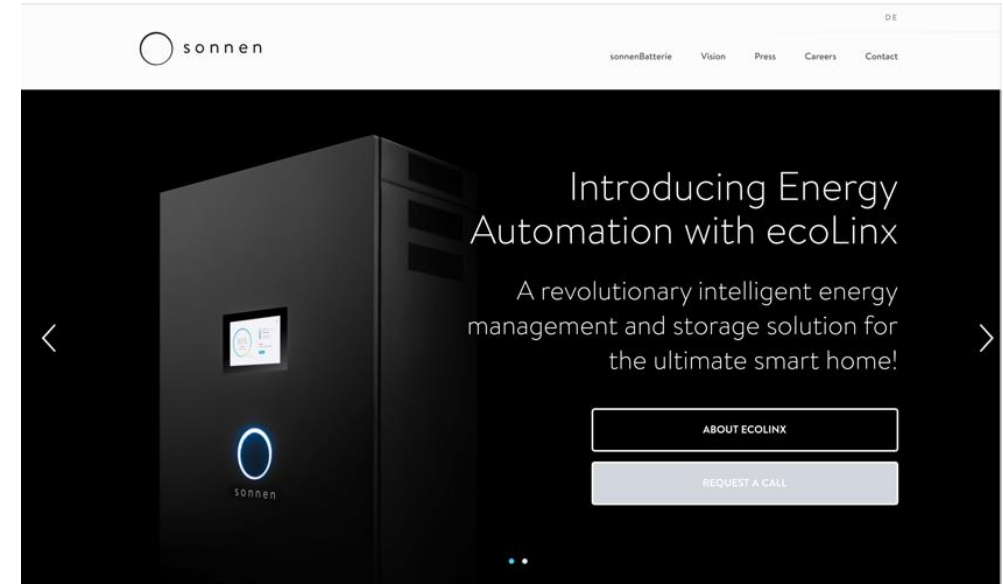 DE
sonnen
sonnenBatterie Vision Press Careers Contact
Introducing Energy
Automation with ecoLinx
A revolutionary intelligent energy
management and storage solution for
the ultimate smart home!
ABOUT ECOLINX
REQUEST A CALL
sonnen